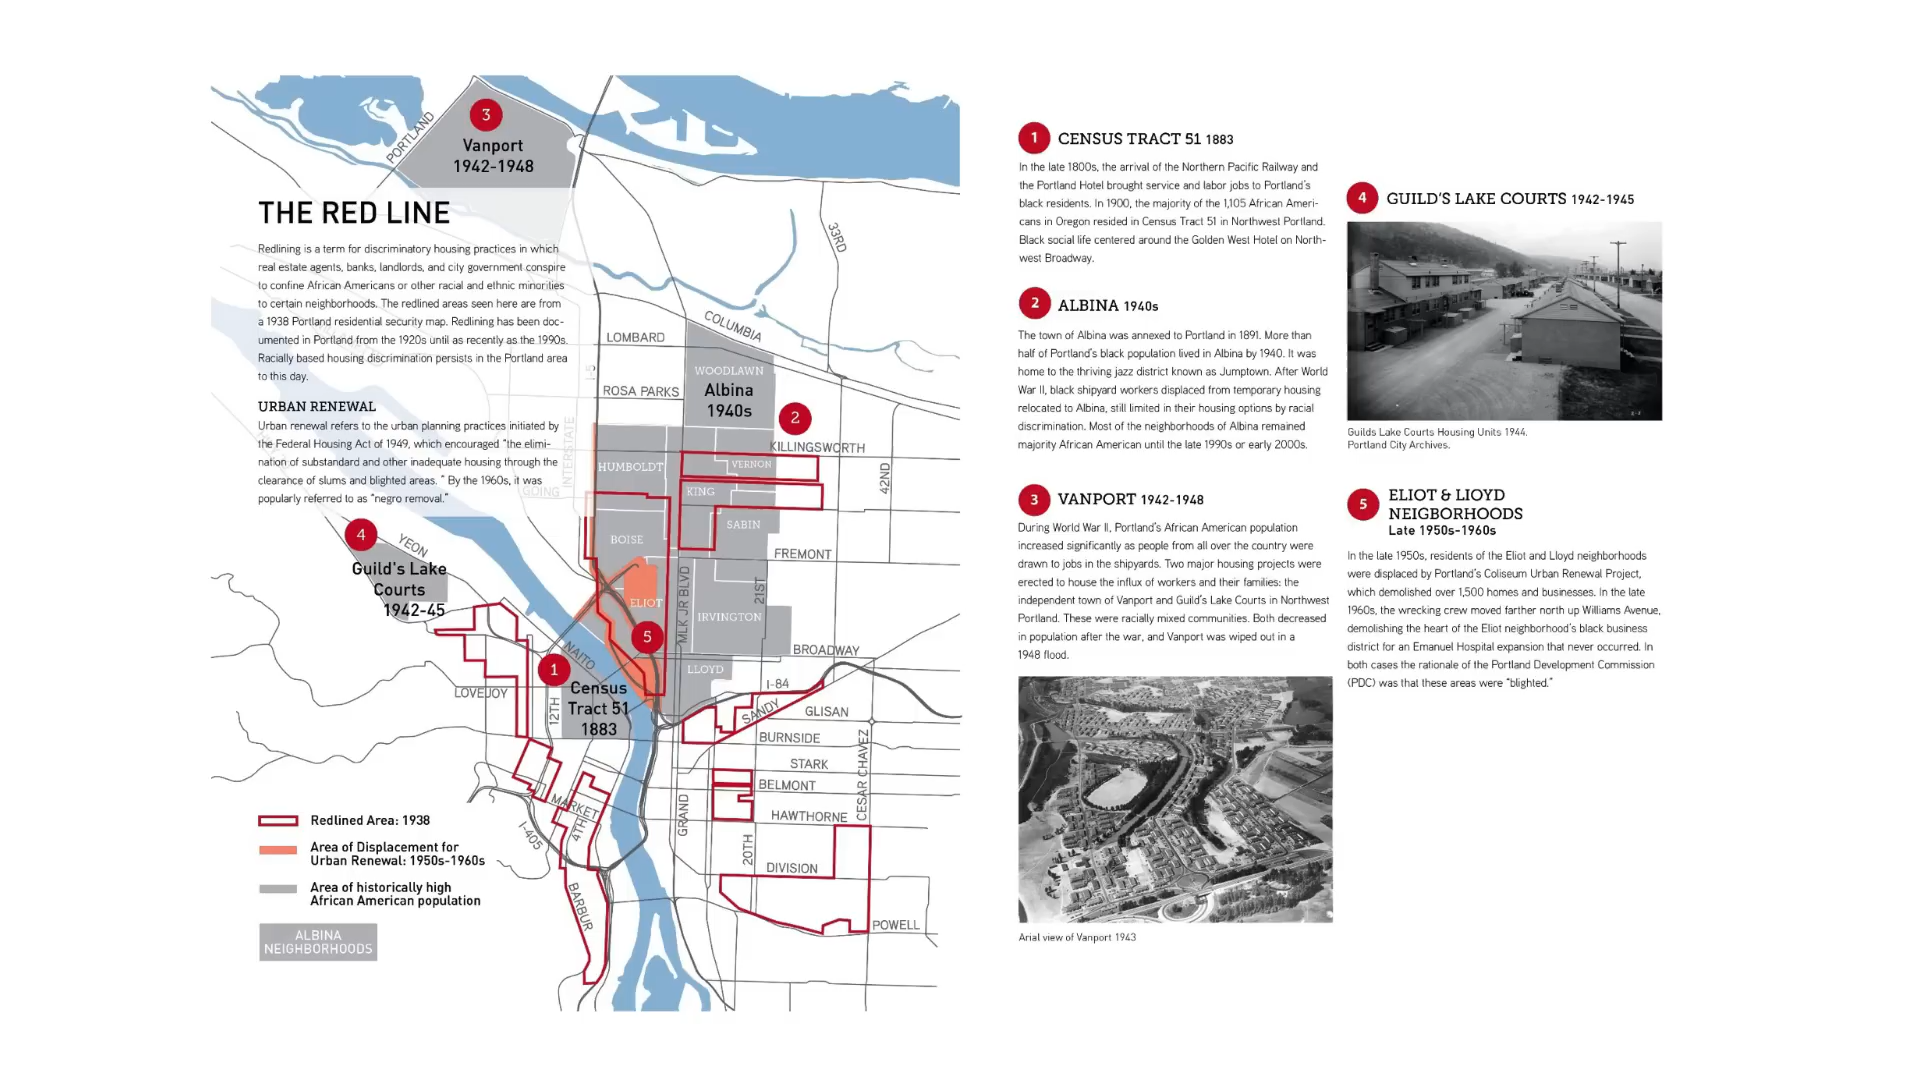 3
Vanport
1942-1948
PORTLAND
THE RED LINE
Redlining is a term for discriminatory housing practices in which
real estate agents, banks, landlords, and city government conspire
to confine African Americans or other racial and ethnic minorities
to certain neighborhoods. The redlined areas seen here are from
a 1938 Portland residential security map. Redlining has been doc-
umented in Portland from the 1920s until as recently as the 1990s.
Racially based housing discrimination persists in the Portland area
to this day.
URBAN RENEWAL
Urban renewal refers to the urban planning practices initiated by
the Federal Housing Act of 1949, which encouraged "the elimi-
nation of substandard and other inadequate housing through the
clearance of slums and blighted areas. " By the 1960s, it was
popularly referred to as "negro removal."
33RD
COLUMBIA
LOMBARD
I-5
WOODLAWN
ROSA PARKS
Albina
1940s
2
INTERSTATE
KILLINGSWORTH
HUMBOLDT
VERNON
42ND
GOING
KING
SABIN
BOISE
FREMONT
4
YEON
Guild's Lake
Courts
1942-45
ELIOT
MLK JR BLVD
21ST
IRVINGTON
5
NAITO
BROADWAY
1
LLOYD
Census
Tract 51
1883
LOVEJOY
12TH
I-84
SANDY
GLISAN
BURNSIDE
CESAR CHAVEZ
STARK
BELMONT
MARKET
4TH
GRAND
HAWTHORNE
I-405
20TH
DIVISION
BARBUR
POWELL
Redlined Area: 1938
Area of Displacement for
Urban Renewal: 1950s-1960s
Area of historically high
African American population
ALBINA
NEIGHBORHOODS
1 CENSUS TRACT 51 1883
In the late 1800s, the arrival of the Northern Pacific Railway and
the Portland Hotel brought service and labor jobs to Portland's
black residents. In 1900, the majority of the 1,105 African Ameri-
cans in Oregon resided in Census Tract 51 in Northwest Portland.
Black social life centered around the Golden West Hotel on North-
west Broadway.
2 ALBINA 1940s
The town of Albina was annexed to Portland in 1891. More than
half of Portland's black population lived in Albina by 1940. It was
home to the thriving jazz district known as Jumptown. After World
War II, black shipyard workers displaced from temporary housing
relocated to Albina, still limited in their housing options by racial
discrimination. Most of the neighborhoods of Albina remained
majority African American until the late 1990s or early 2000s.
3 VANPORT 1942-1948
During World War II, Portland's African American population
increased significantly as people from all over the country were
drawn to jobs in the shipyards. Two major housing projects were
erected to house the influx of workers and their families: the
independent town of Vanport and Guild's Lake Courts in Northwest
Portland. These were racially mixed communities. Both decreased
in population after the war, and Vanport was wiped out in a
1948 flood.
Arial view of Vanport 1943
4 GUILD'S LAKE COURTS 1942-1945
Guilds Lake Courts Housing Units 1944.
Portland City Archives.
5 ELIOT & LIOYD
NEIGBORHOODS
Late 1950s-1960s
In the late 1950s, residents of the Eliot and Lloyd neighborhoods
were displaced by Portland's Coliseum Urban Renewal Project,
which demolished over 1,500 homes and businesses. In the late
1960s, the wrecking crew moved farther north up Williams Avenue,
demolishing the heart of the Eliot neighborhood's black business
district for an Emanuel Hospital expansion that never occurred. In
both cases the rationale of the Portland Development Commission
(PDC) was that these areas were "blighted."